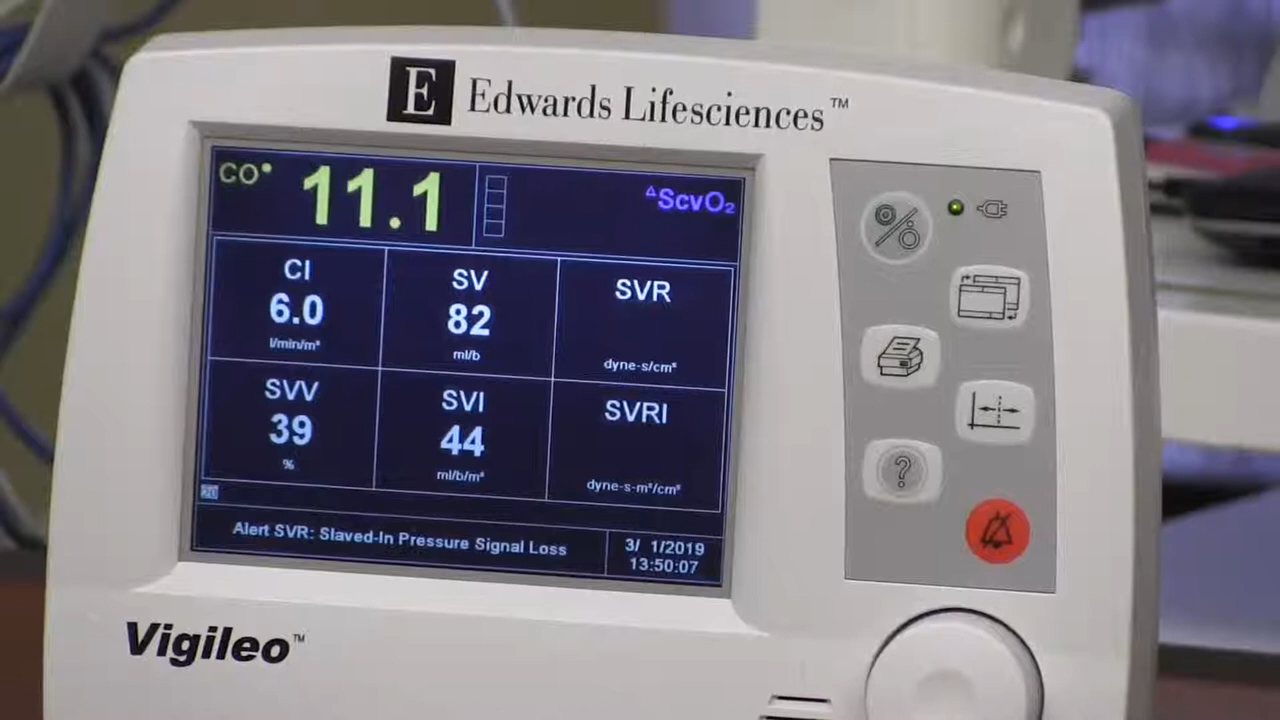 E Edwards Lifesciences™
CO• 11.1
ΔScvO₂
CI
6.0
l/min/m²
SV
82
ml/b
SVR
dyne-s/cm⁵
SVV
39
%
SVI
44
ml/b/m²
SVRI
dyne-s-m²/cm⁵
20
Alert SVR: Slaved-In Pressure Signal Loss
3/ 1/2019
13:50:07
?
Vigileo™